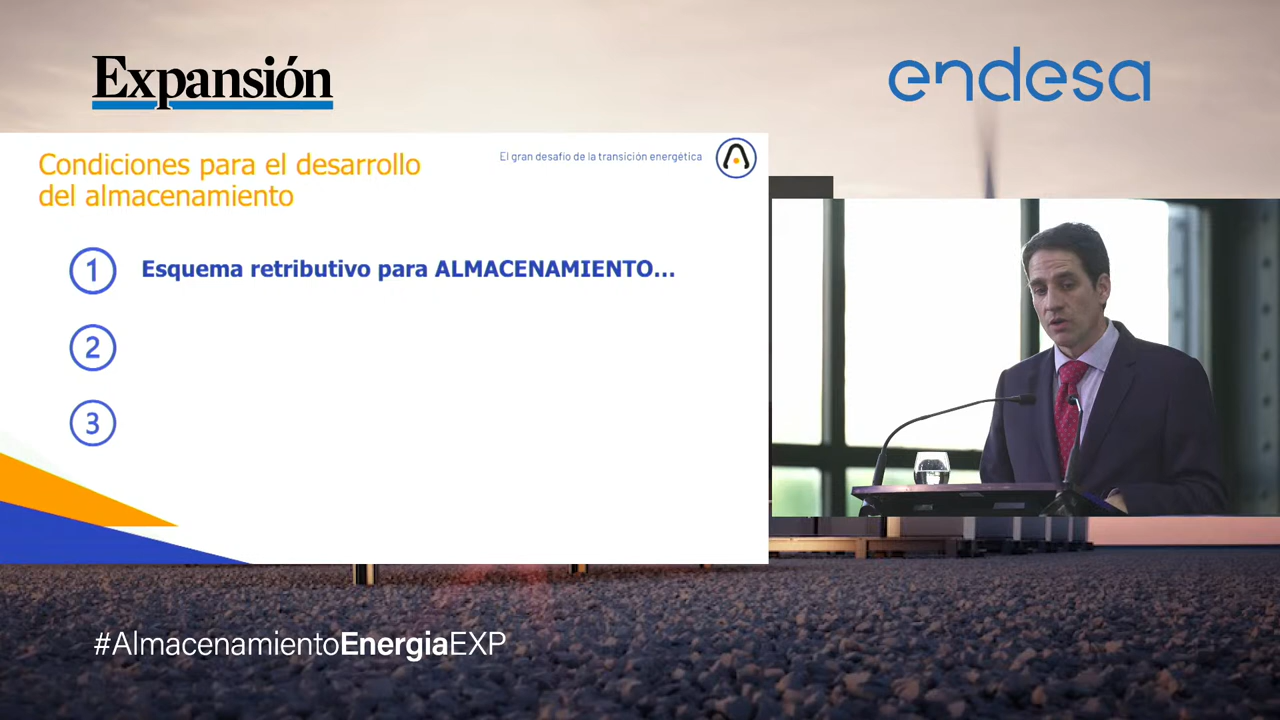 Expansión
endesa
Condiciones para el desarrollo
del almacenamiento
El gran desafío de la transición energética
1 Esquema retributivo para ALMACENAMIENTO...
2
3
#AlmacenamientoEnergiaEXP